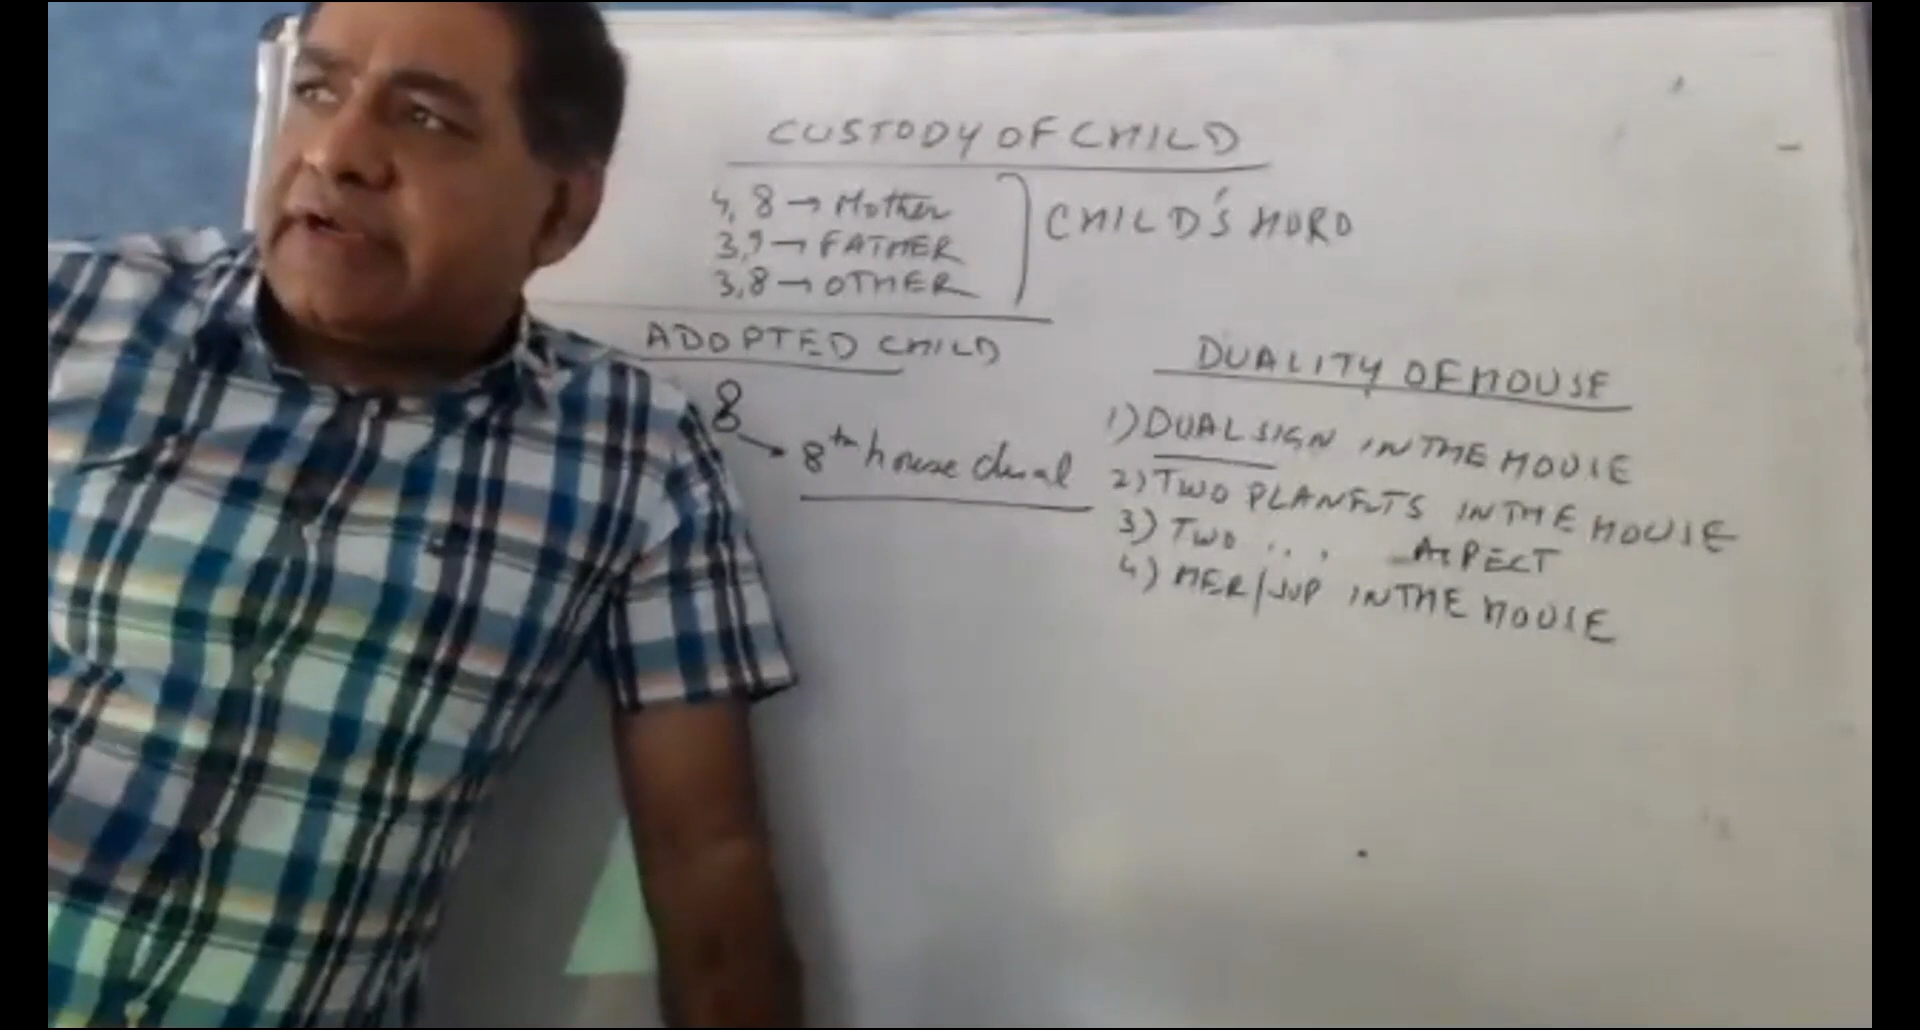 CUSTODY OF CHILD
4, 8 → Mother
3, 9 → FATHER
3, 8 → OTHER
CHILD'S HORO
ADOPTED CHILD
8
8th house dual
DUALITY OF HOUSE
1) DUAL SIGN IN THE HOUSE
2) TWO PLANETS IN THE HOUSE
3) TWO . . . ASPECT
4) MER/JUP IN THE HOUSE